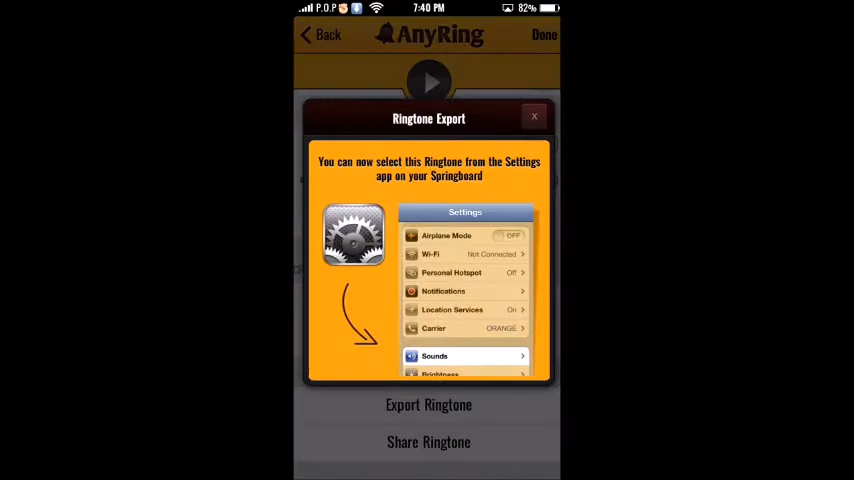 P.O.P 7:40 PM 82%
Back AnyRing Done
Ringtone Export X
You can now select this Ringtone from the Settings
app on your Springboard
Settings
Airplane Mode OFF
Wi-Fi Not Connected
Personal Hotspot Off
Notifications
Location Services On
Carrier ORANGE
Sounds
Brightness
Export Ringtone
Share Ringtone